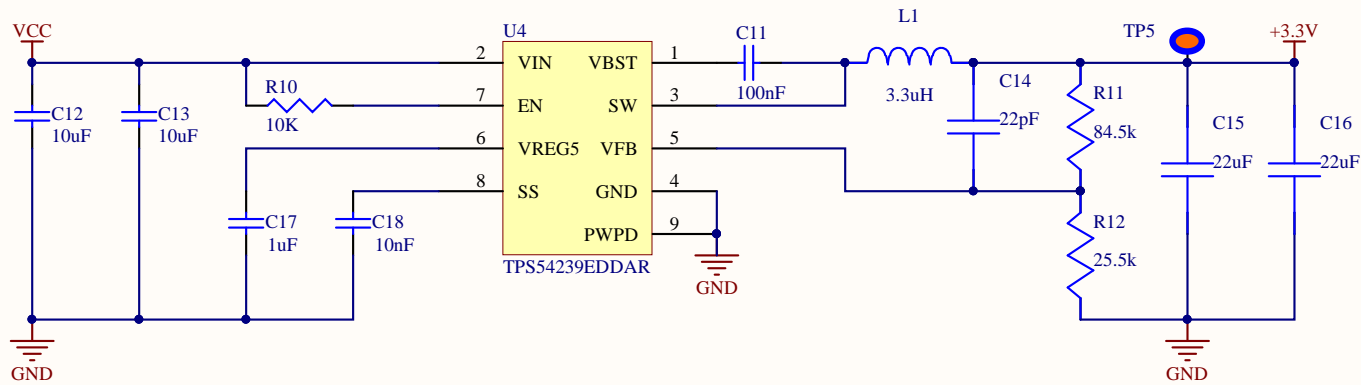 VCC
C12
10uF
C13
10uF
R10
10K
C17
1uF
C18
10nF
GND
U4
2
VIN
7
EN
6
VREG5
8
SS
VBST
1
SW
3
VFB
5
GND
4
PWPD
9
TPS54239EDDAR
GND
C11
100nF
L1
3.3uH
C14
22pF
R11
84.5k
R12
25.5k
TP5
C15
22uF
+3.3V
C16
22uF
GND